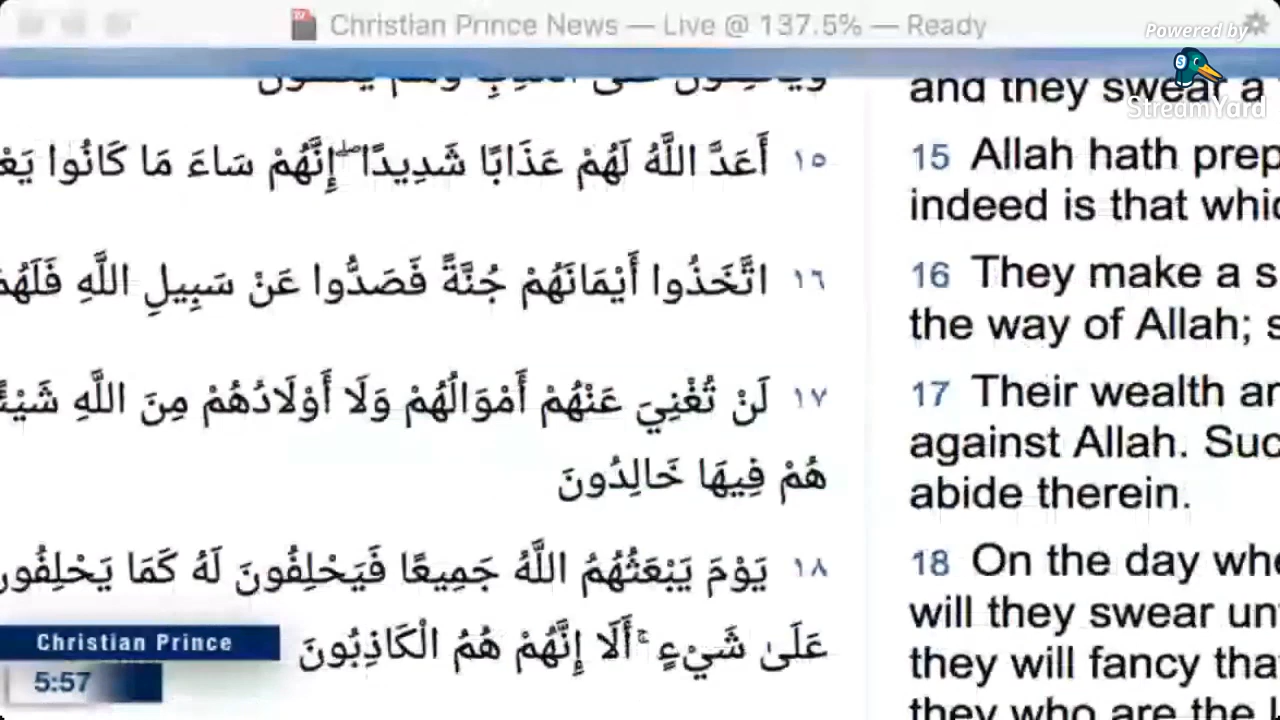 Christian Prince News — Live @ 137.5% — Ready
Powered by
StreamYard
and they swear a
١٥ أَعَدَّ اللَّهُ لَهُمْ عَذَابًا شَدِيدًا ۖ إِنَّهُمْ سَاءَ مَا كَانُوا
15 Allah hath prep
indeed is that whic
١٦ اتَّخَذُوا أَيْمَانَهُمْ جُنَّةً فَصَدُّوا عَنْ سَبِيلِ اللَّهِ
16 They make a s
the way of Allah; s
١٧ لَنْ تُغْنِيَ عَنْهُمْ أَمْوَالُهُمْ وَلَا أَوْلَادُهُمْ مِنَ اللَّهِ
هُمْ فِيهَا خَالِدُونَ
17 Their wealth ar
against Allah. Suc
abide therein.
١٨ يَوْمَ يَبْعَثُهُمُ اللَّهُ جَمِيعًا فَيَحْلِفُونَ لَهُ كَمَا
عَلَىٰ شَيْءٍ ۚ أَلَا إِنَّهُمْ هُمُ الْكَاذِبُونَ
18 On the day whe
will they swear un
they will fancy tha
they who are the
Christian Prince
5:57